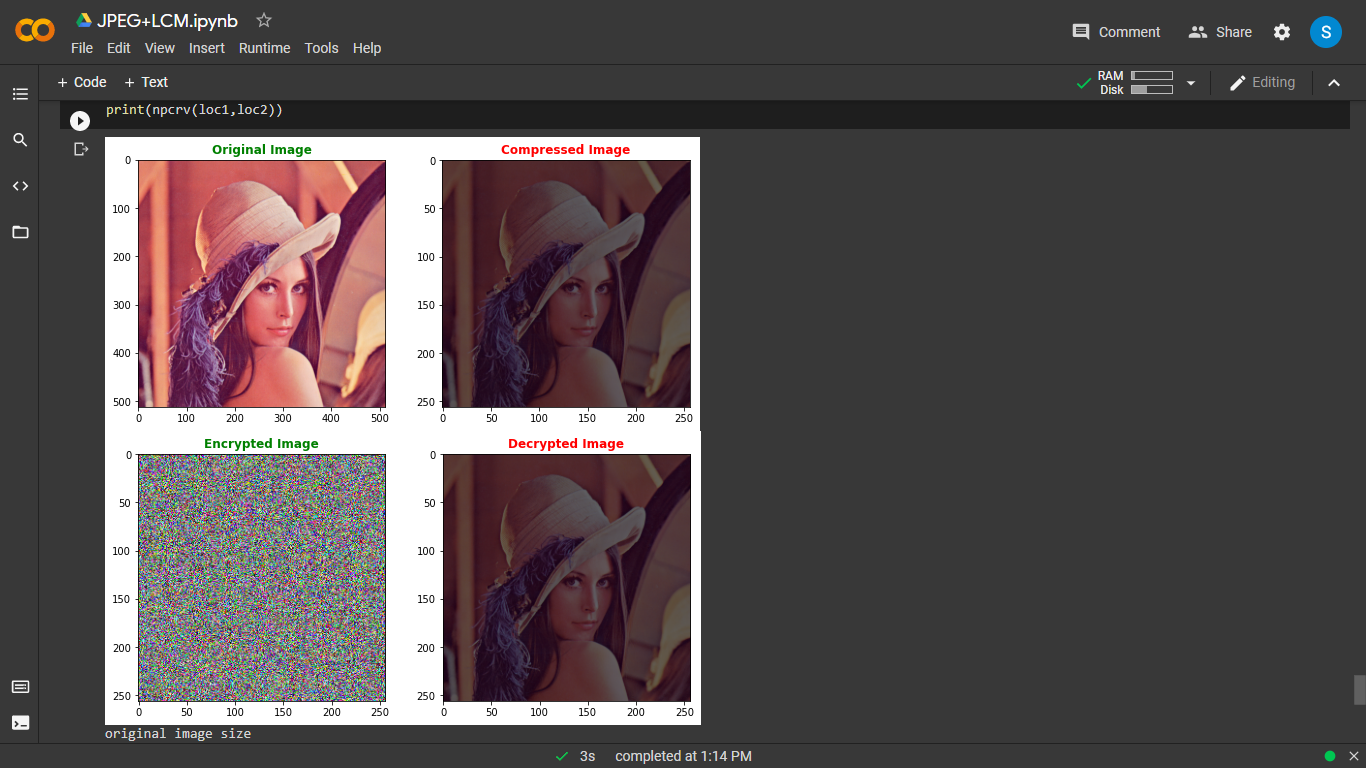 JPEG+LCM.ipynb
File Edit View Insert Runtime Tools Help
Comment Share S
+ Code + Text
RAM
Disk
Editing
print(npcrv(loc1,loc2))
Original Image Compressed Image
0 0
100 50
200 100
300 150
400 200
500 250
0 100 200 300 400 500 0 50 100 150 200 250
Encrypted Image Decrypted Image
0 0
50 50
100 100
150 150
200 200
250 250
0 50 100 150 200 250 0 50 100 150 200 250
original image size
3s completed at 1:14 PM